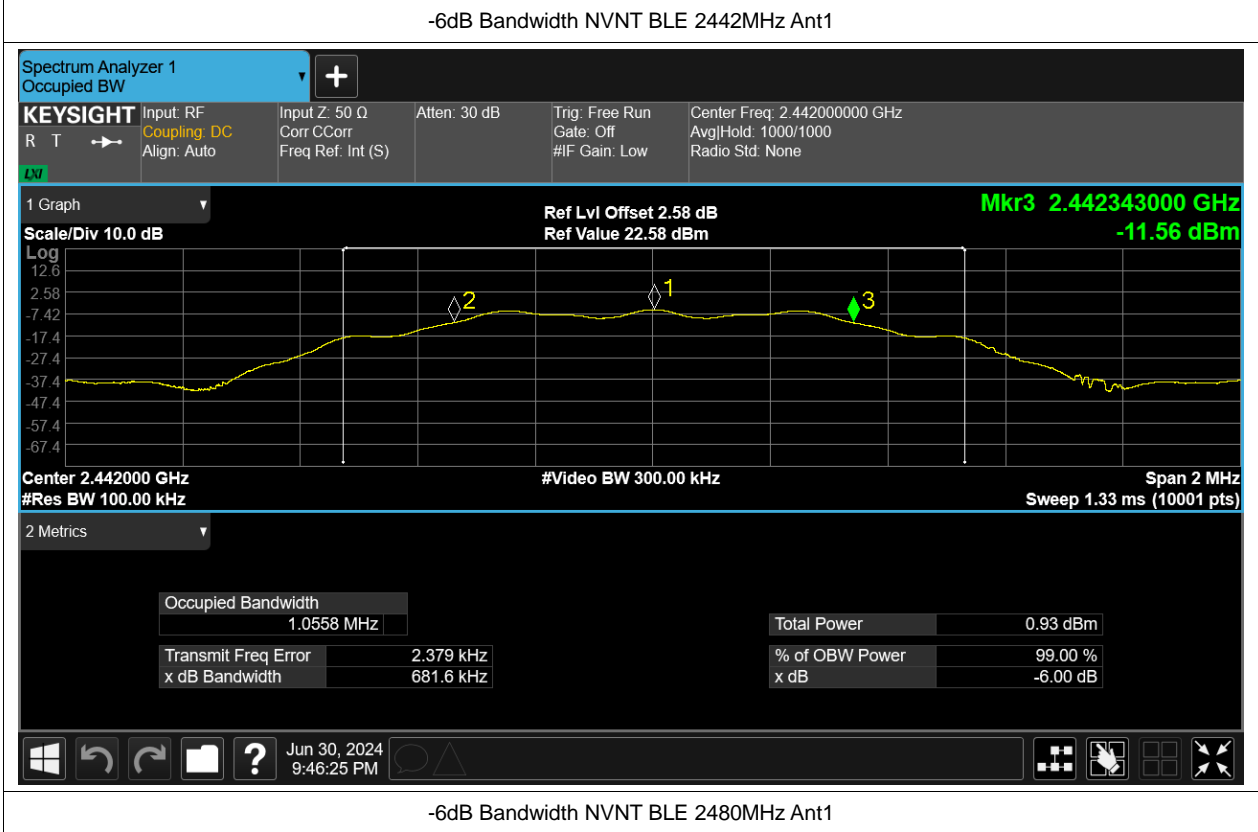 -6dB Bandwidth NVNT BLE 2442MHz Ant1
Spectrum Analyzer 1
Occupied BW
KEYSIGHT Input: RF Input Z: 50 Ω Atten: 30 dB Trig: Free Run Center Freq: 2.442000000 GHz
R T Coupling: DC Corr CCorr Gate: Off Avg|Hold: 1000/1000
Align: Auto Freq Ref: Int (S) #IF Gain: Low Radio Std: None
LXI
1 Graph Ref Lvl Offset 2.58 dB Mkr3 2.442343000 GHz
Scale/Div 10.0 dB Ref Value 22.58 dBm -11.56 dBm
Log
12.6
2.58
-7.42
-17.4
-27.4
-37.4
-47.4
-57.4
-67.4
2 1 3
Center 2.442000 GHz #Video BW 300.00 kHz Span 2 MHz
#Res BW 100.00 kHz Sweep 1.33 ms (10001 pts)
2 Metrics
Occupied Bandwidth
1.0558 MHz Total Power 0.93 dBm
Transmit Freq Error 2.379 kHz % of OBW Power 99.00 %
x dB Bandwidth 681.6 kHz x dB -6.00 dB
? Jun 30, 2024
9:46:25 PM
-6dB Bandwidth NVNT BLE 2480MHz Ant1